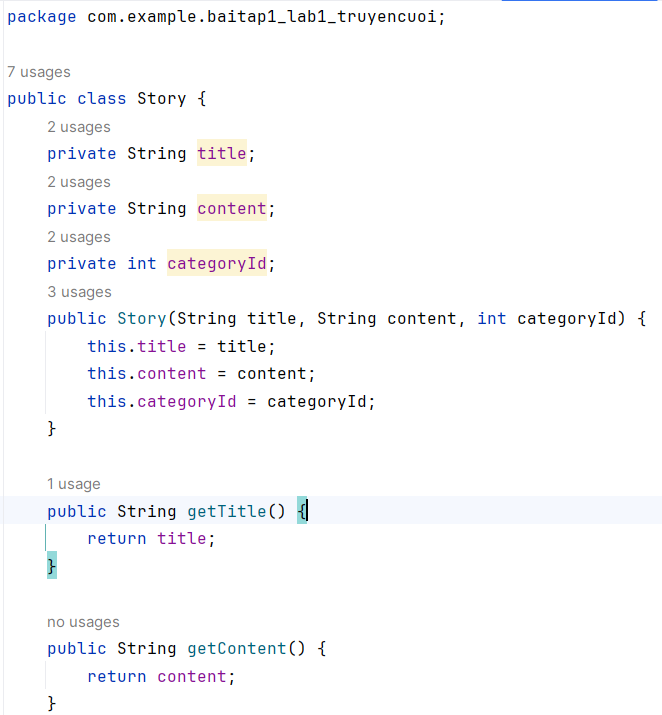 package com.example.baitap1_lab1_truyencuoi;
7 usages
public class Story {
2 usages
private String title;
2 usages
private String content;
2 usages
private int categoryId;
3 usages
public Story(String title, String content, int categoryId) {
this.title = title;
this.content = content;
this.categoryId = categoryId;
}
1 usage
public String getTitle() {
return title;
}
no usages
public String getContent() {
return content;
}